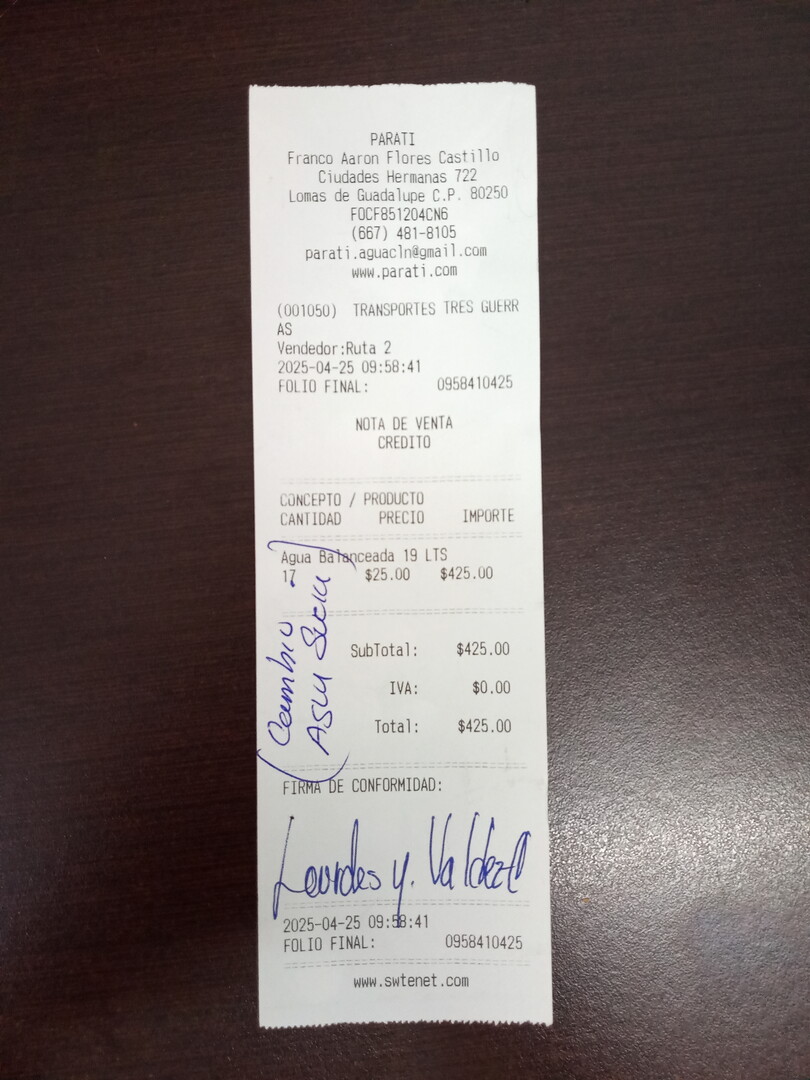 PARATI
Franco Aaron Flores Castillo
Ciudades Hermanas 722
Lomas de Guadalupe C.P. 80250
FOCF851204CN6
(667) 481-8105
parati.aguacln@gmail.com
www.parati.com
(001050) TRANSPORTES TRES GUERR
AS
Vendedor:Ruta 2
2025-04-25 09:58:41
FOLIO FINAL: 0958410425
NOTA DE VENTA
CREDITO
CONCEPTO / PRODUCTO
CANTIDAD PRECIO IMPORTE
Agua Balanceada 19 LTS
17 $25.00 $425.00
SubTotal: $425.00
IVA: $0.00
Total: $425.00
(Cambio
FIRMA DE CONFORMIDAD:
Lourdes y. Valdez
2025-04-25 09:58:41
FOLIO FINAL: 0958410425
www.swtenet.com